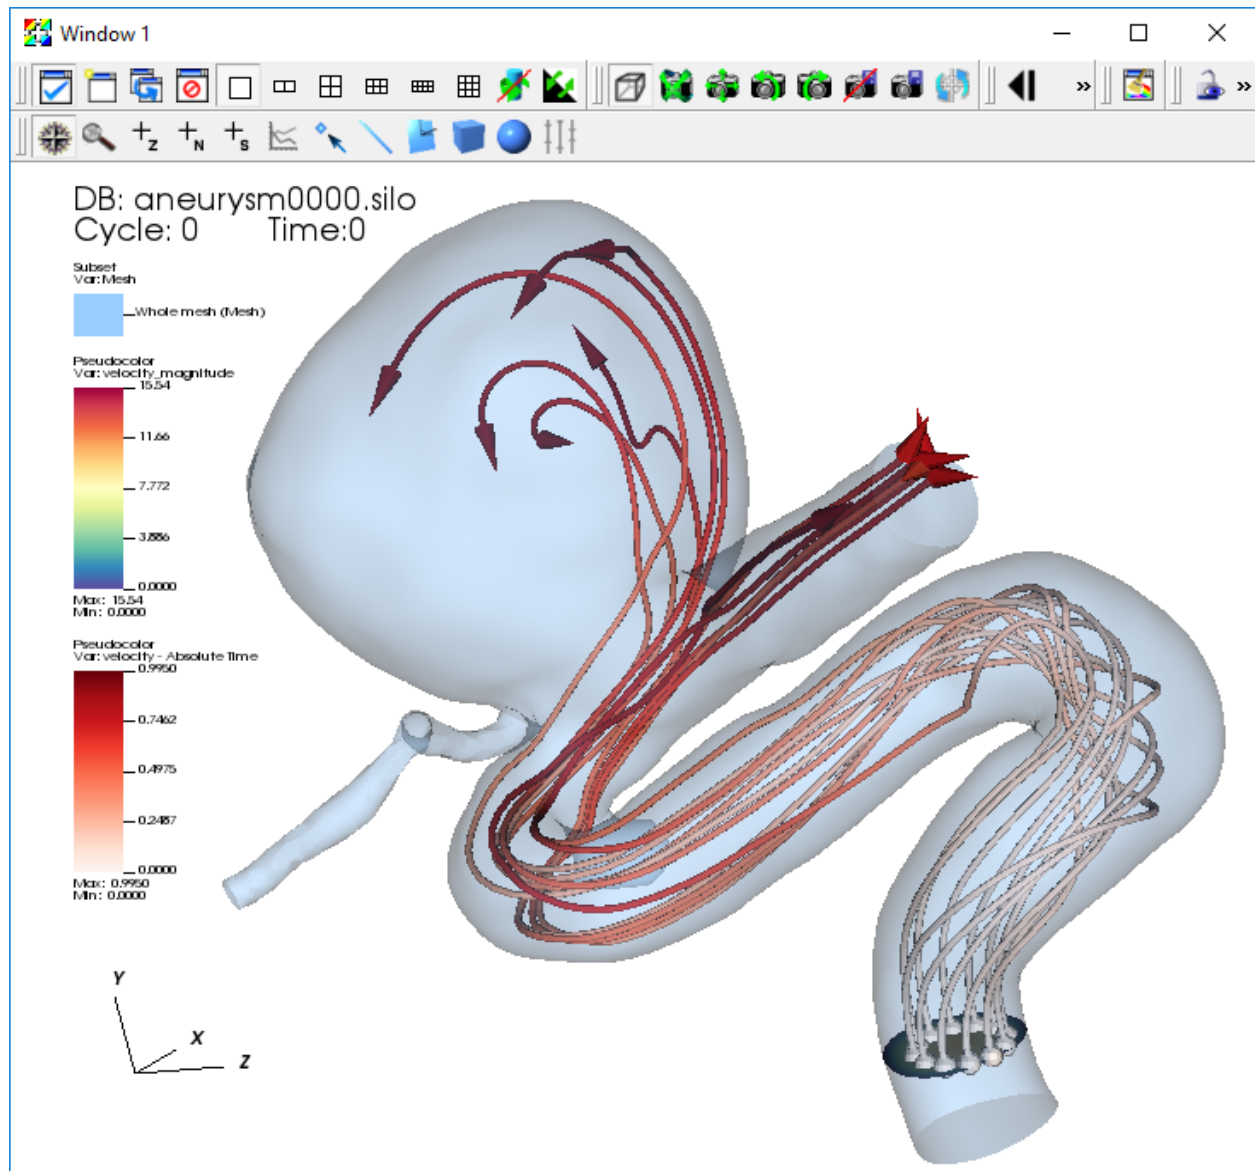 Window 1
Z
N
S
DB: aneurysm0000.silo
Cycle: 0 Time:0
Subset
Var: Mesh
Whole mesh (Mesh)
Pseudocolor
Var: velocity_magnitude
15.54
11.66
7.772
3.886
0.0000
Max: 15.54
Min: 0.0000
Pseudocolor
Var: velocity - Absolute Time
0.9950
0.7462
0.4975
0.2487
0.0000
Max: 0.9950
Min: 0.0000
Y
X
Z